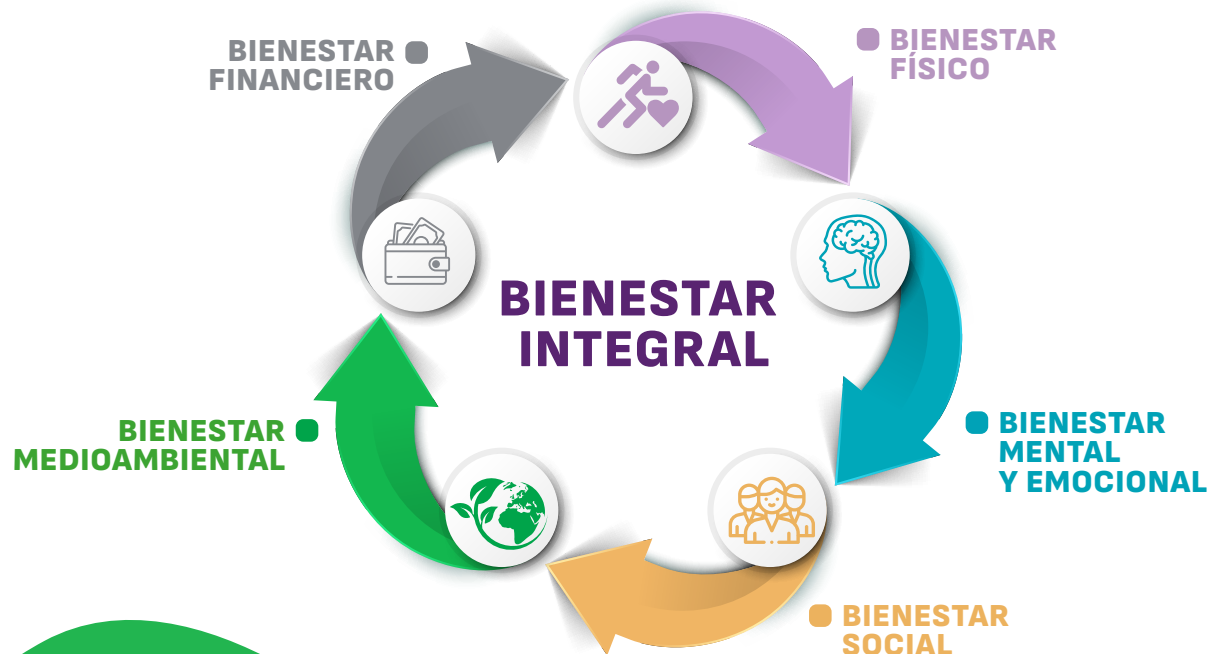 BIENESTAR
FINANCIERO
BIENESTAR
FÍSICO
BIENESTAR
INTEGRAL
BIENESTAR
MEDIOAMBIENTAL
BIENESTAR
MENTAL
Y EMOCIONAL
BIENESTAR
SOCIAL